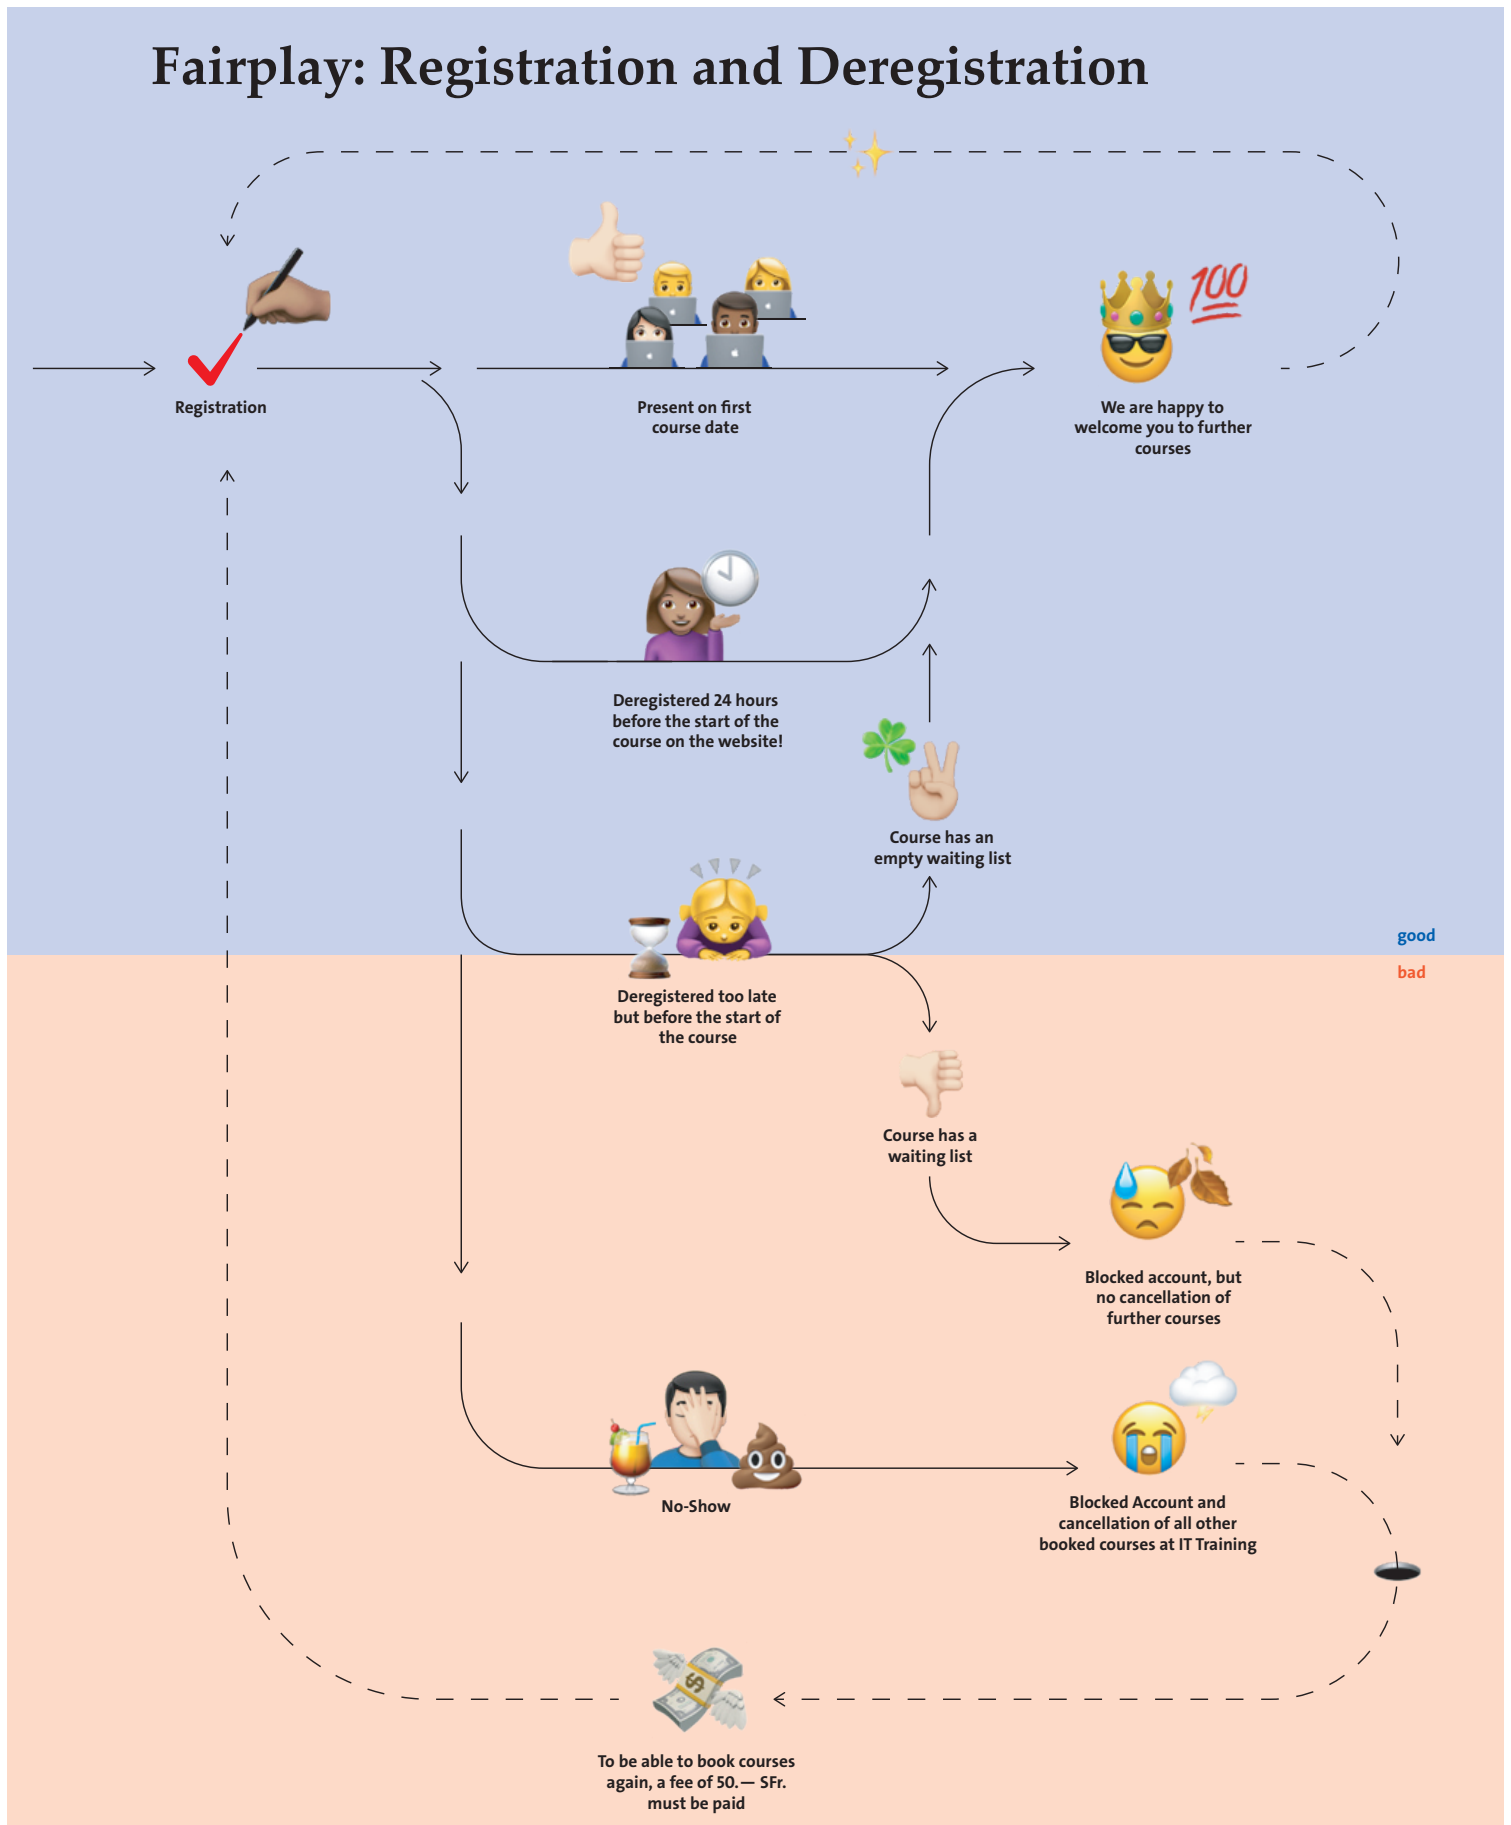 Fairplay: Registration and Deregistration
100
Registration
Present on first
course date
We are happy to
welcome you to further
courses
Deregistered 24 hours
before the start of the
course on the website!
Course has an
empty waiting list
good
bad
Deregistered too late
but before the start of
the course
Course has a
waiting list
Blocked account, but
no cancellation of
further courses
No-Show
Blocked Account and
cancellation of all other
booked courses at IT Training
$
To be able to book courses
again, a fee of 50.— SFr.
must be paid